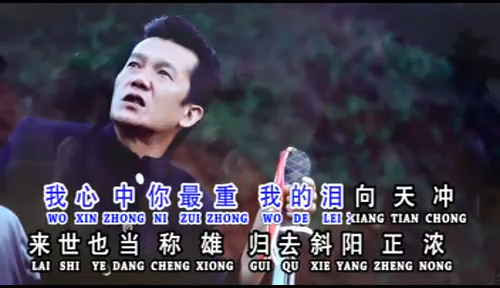 我心中你最重 我的泪向天冲
WO XIN ZHONG NI ZUI ZHONG WO DE LEI XIANG TIAN CHONG
来世也当称雄 归去斜阳正浓
LAI SHI YE DANG CHENG XIONG GUI QU XIE YANG ZHENG NONG